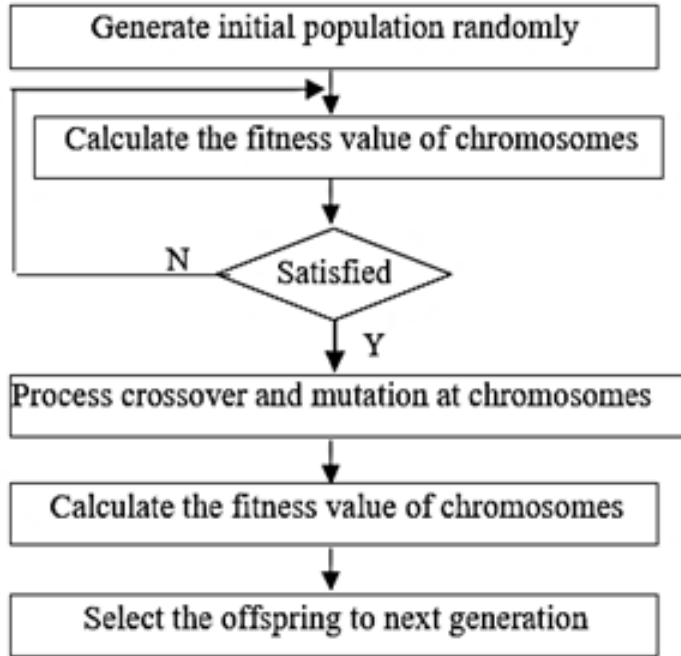 Generate initial population randomly
Calculate the fitness value of chromosomes
N
Satisfied
Y
Process crossover and mutation at chromosomes
Calculate the fitness value of chromosomes
Select the offspring to next generation